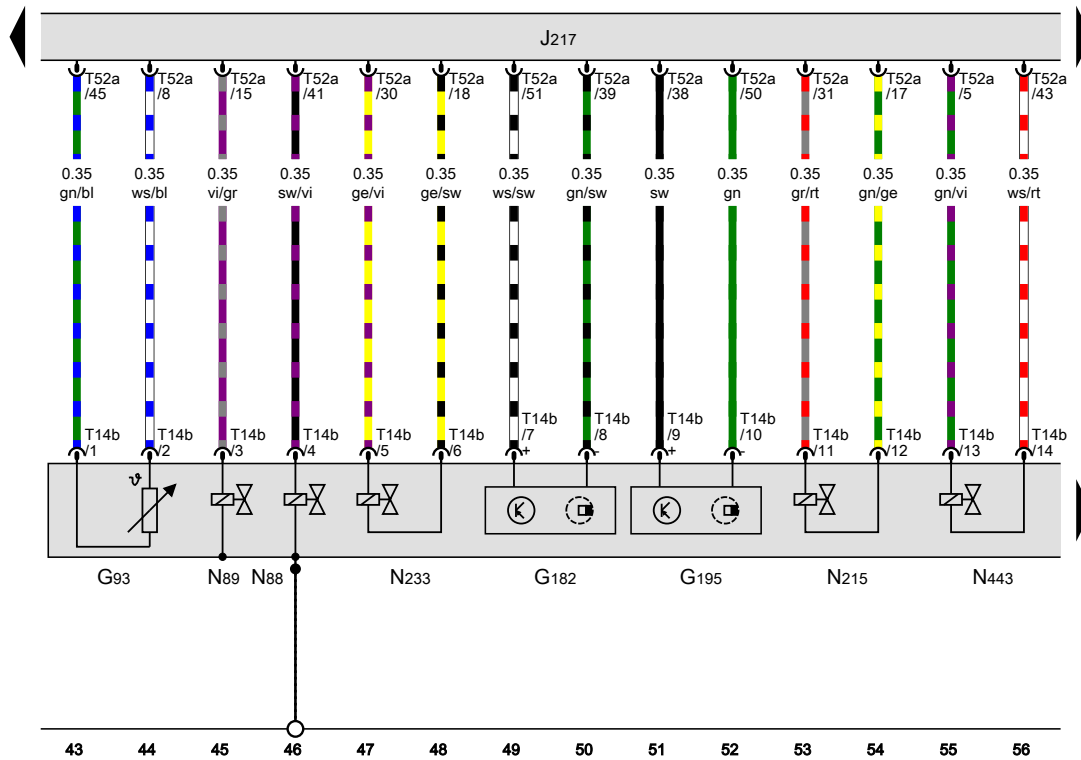 J217
T52a T52a T52a T52a T52a T52a T52a T52a T52a T52a T52a T52a T52a T52a
/45 /8 /15 /41 /30 /18 /51 /39 /38 /50 /31 /17 /5 /43
0.35 0.35 0.35 0.35 0.35 0.35 0.35 0.35 0.35 0.35 0.35 0.35 0.35 0.35
gn/bl ws/bl vi/gr sw/vi ge/vi ge/sw ws/sw gn/sw sw gn gr/rt gn/ge gn/vi ws/rt
T14b T14b T14b T14b T14b T14b T14b T14b T14b T14b T14b T14b T14b T14b
/1 /2 /3 /4 /5 /6 /7 /8 /9 /10 /11 /12 /13 /14
+ - + -
ϑ
G93 N89 N88 N233 G182 G195 N215 N443
43 44 45 46 47 48 49 50 51 52 53 54 55 56